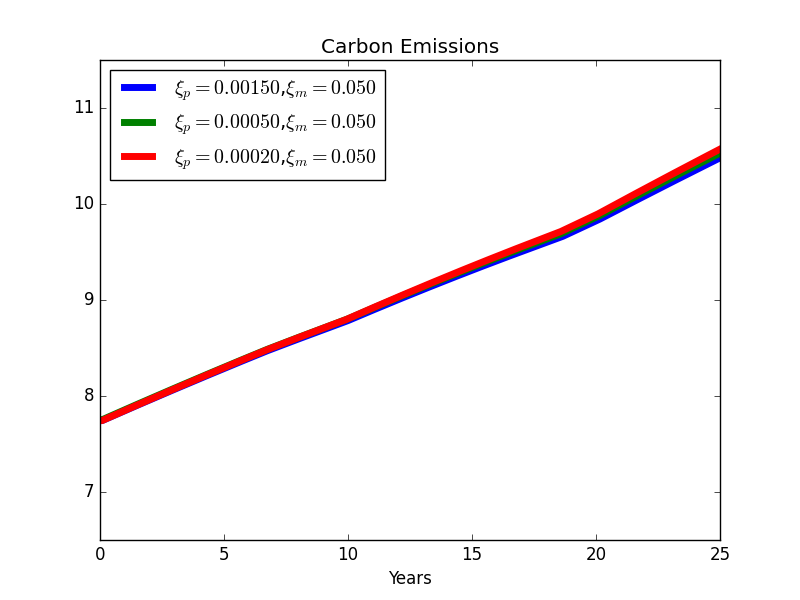 Carbon Emissions
ξₚ = 0.00150,ξₘ = 0.050
ξₚ = 0.00050,ξₘ = 0.050
ξₚ = 0.00020,ξₘ = 0.050
11
10
9
8
7
0 5 10 15 20 25
Years